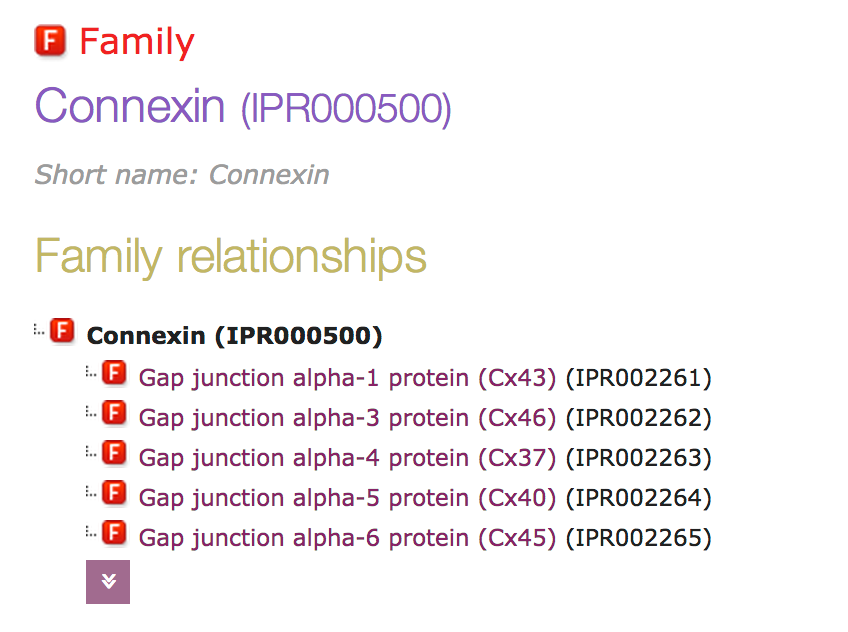 F Family
Connexin (IPR000500)
Short name: Connexin
Family relationships
F Connexin (IPR000500)
F Gap junction alpha-1 protein (Cx43) (IPR002261)
F Gap junction alpha-3 protein (Cx46) (IPR002262)
F Gap junction alpha-4 protein (Cx37) (IPR002263)
F Gap junction alpha-5 protein (Cx40) (IPR002264)
F Gap junction alpha-6 protein (Cx45) (IPR002265)